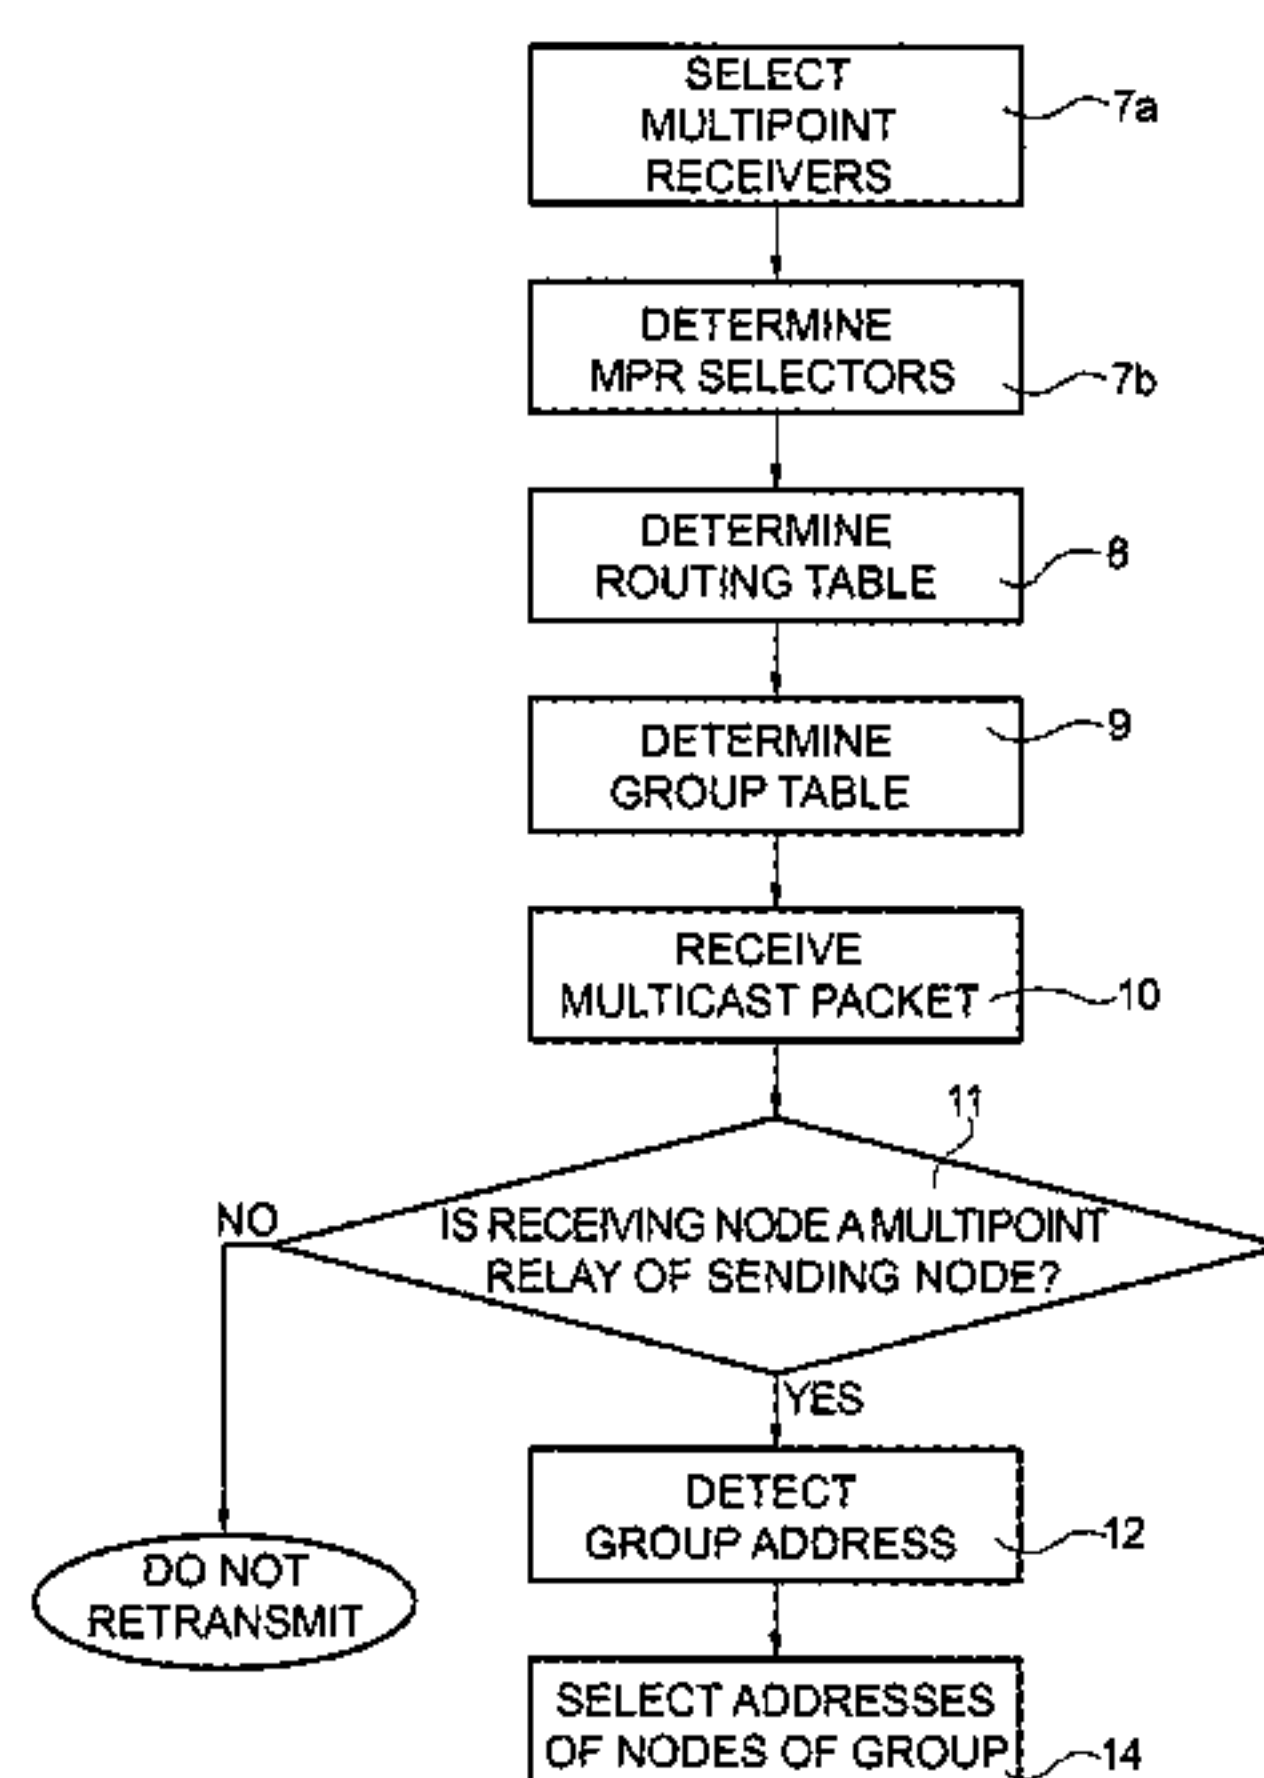 SELECT
MULTIPOINT
RECEIVERS
7a
DETERMINE
MPR SELECTORS
7b
DETERMINE
ROUTING TABLE
8
DETERMINE
GROUP TABLE
9
RECEIVE
MULTICAST PACKET
10
11
IS RECEIVING NODE A MULTIPOINT
RELAY OF SENDING NODE?
NO
YES
DO NOT
RETRANSMIT
DETECT
GROUP ADDRESS
12
SELECT ADDRESSES
OF NODES OF GROUP
14